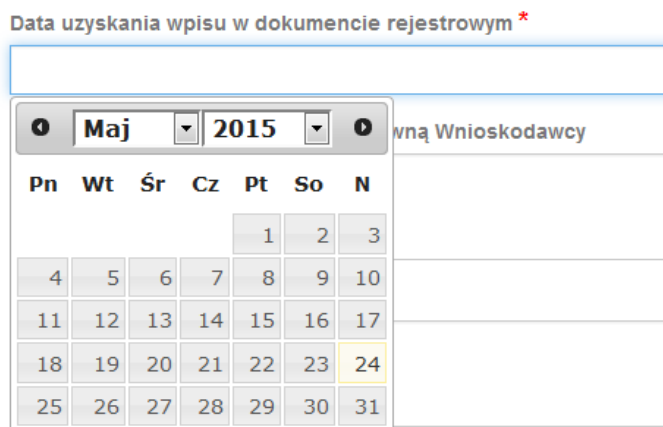 Data uzyskania wpisu w dokumencie rejestrowym *
Maj 2015
wną Wnioskodawcy
Pn Wt Śr Cz Pt So N
1 2 3
4 5 6 7 8 9 10
11 12 13 14 15 16 17
18 19 20 21 22 23 24
25 26 27 28 29 30 31